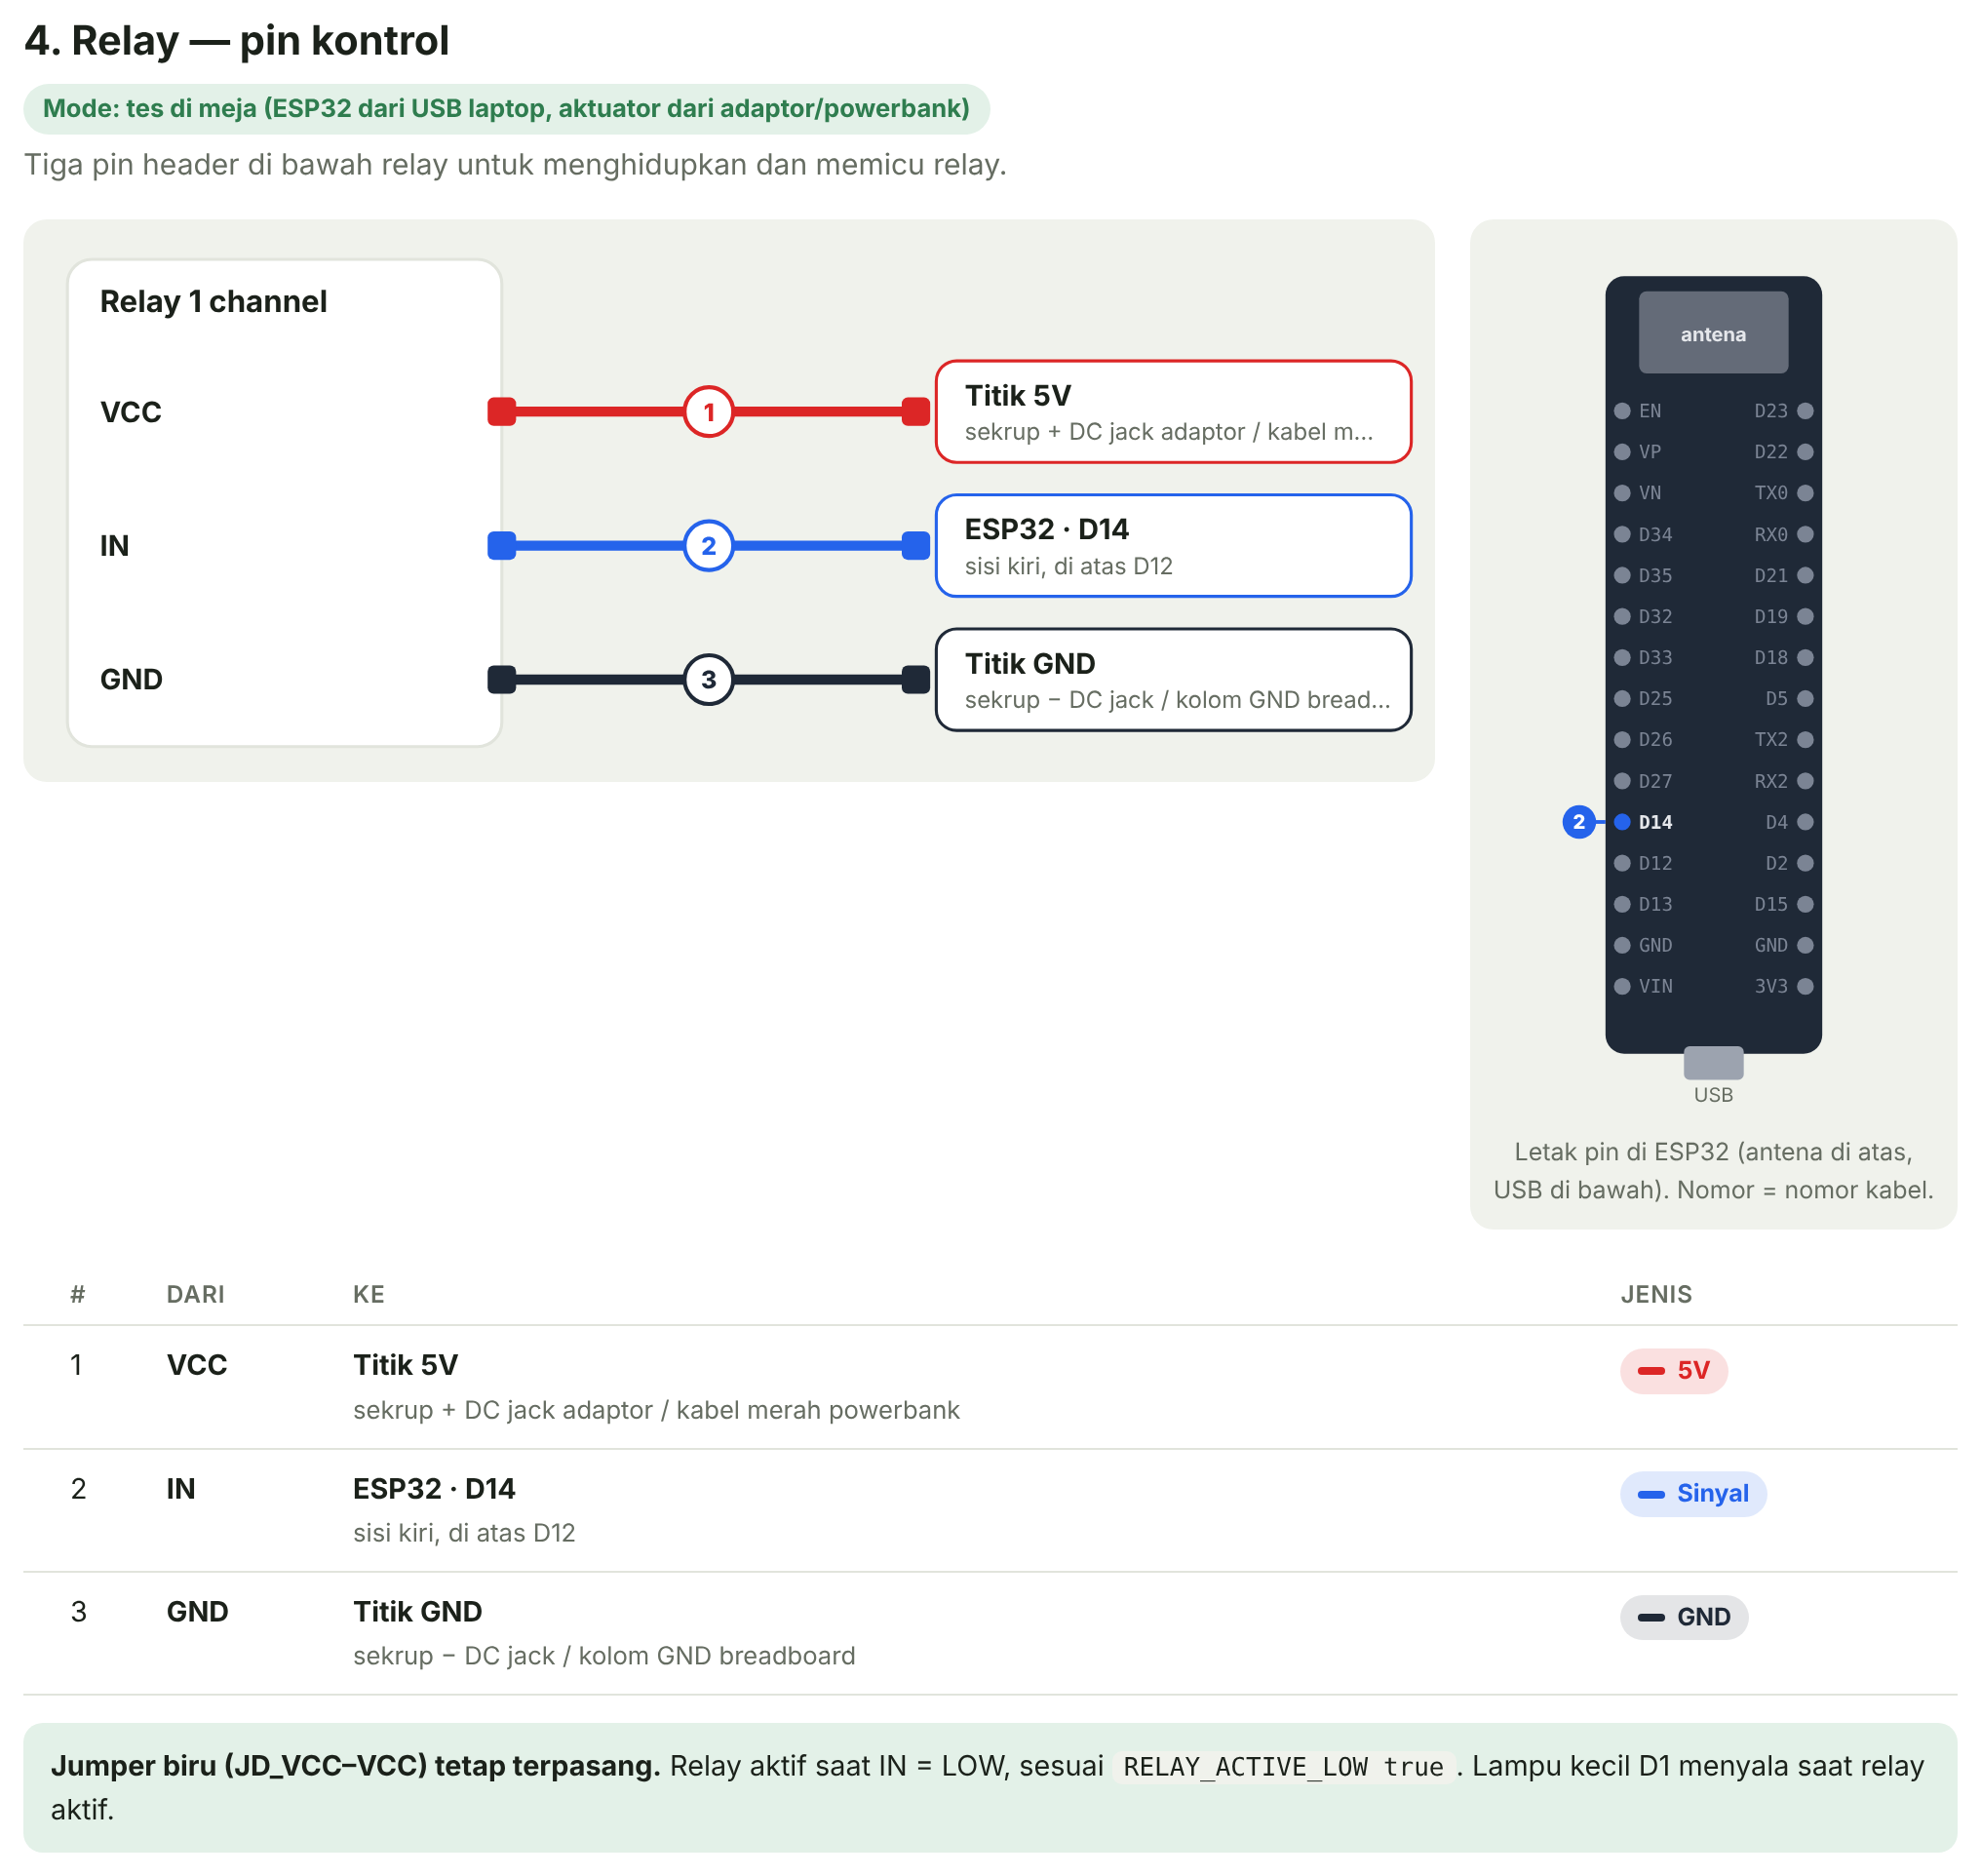 4. Relay — pin kontrol
Mode: tes di meja (ESP32 dari USB laptop, aktuator dari adaptor/powerbank)
Tiga pin header di bawah relay untuk menghidupkan dan memicu relay.
Relay 1 channel
VCC
1
Titik 5V
sekrup + DC jack adaptor / kabel m...
IN
2
ESP32 · D14
sisi kiri, di atas D12
GND
3
Titik GND
sekrup − DC jack / kolom GND bread...
antena
EN D23
VP D22
VN TX0
D34 RX0
D35 D21
D32 D19
D33 D18
D25 D5
D26 TX2
D27 RX2
2 D14 D4
D12 D2
D13 D15
GND GND
VIN 3V3
USB
Letak pin di ESP32 (antena di atas,
USB di bawah). Nomor = nomor kabel.
# DARI KE JENIS
1 VCC Titik 5V 5V
sekrup + DC jack adaptor / kabel merah powerbank
2 IN ESP32 · D14 Sinyal
sisi kiri, di atas D12
3 GND Titik GND GND
sekrup − DC jack / kolom GND breadboard
Jumper biru (JD_VCC–VCC) tetap terpasang. Relay aktif saat IN = LOW, sesuai RELAY_ACTIVE_LOW true . Lampu kecil D1 menyala saat relay
aktif.